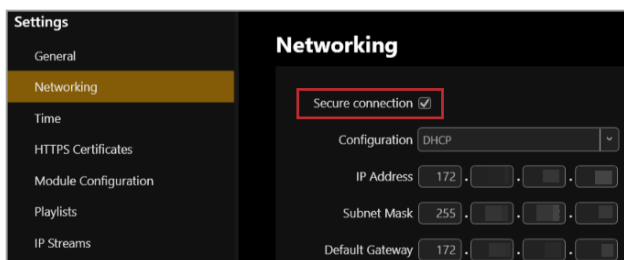 Settings
General
Networking
Time
HTTPS Certificates
Module Configuration
Playlists
IP Streams
Networking
Secure connection
Configuration DHCP
IP Address 172 . . .
Subnet Mask 255 . . .
Default Gateway 172 . . .